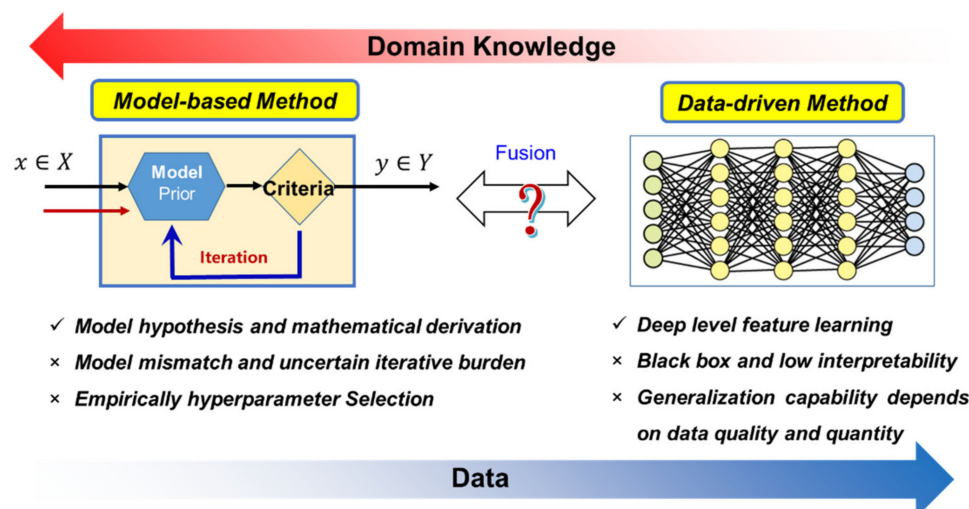 Domain Knowledge
Model-based Method
Data-driven Method
x ∈ X
Model
Prior
Criteria
Iteration
y ∈ Y
Fusion
?
✓ Model hypothesis and mathematical derivation
× Model mismatch and uncertain iterative burden
× Empirically hyperparameter Selection
✓ Deep level feature learning
× Black box and low interpretability
× Generalization capability depends
on data quality and quantity
Data